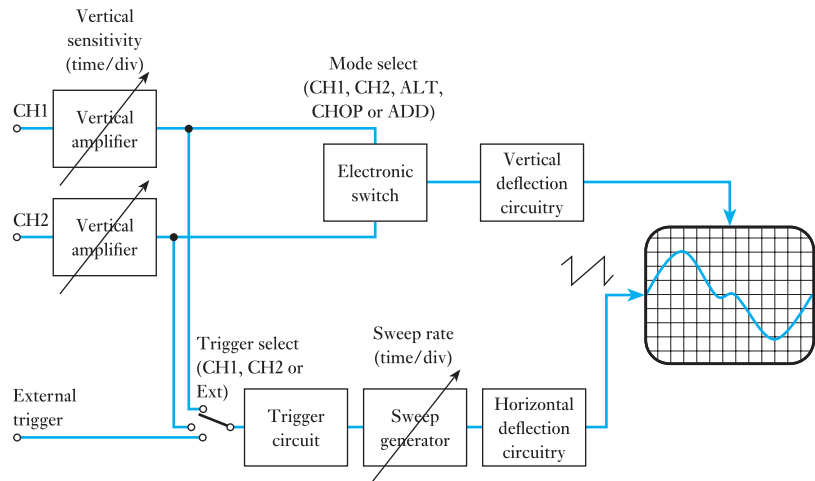 Vertical
sensitivity
(time/div)
CH1
Vertical
amplifier
Mode select
(CH1, CH2, ALT,
CHOP or ADD)
Electronic
switch
Vertical
deflection
circuitry
CH2
Vertical
amplifier
Trigger select
(CH1, CH2 or
Ext)
Sweep rate
(time/div)
External
trigger
Trigger
circuit
Sweep
generator
Horizontal
deflection
circuitry